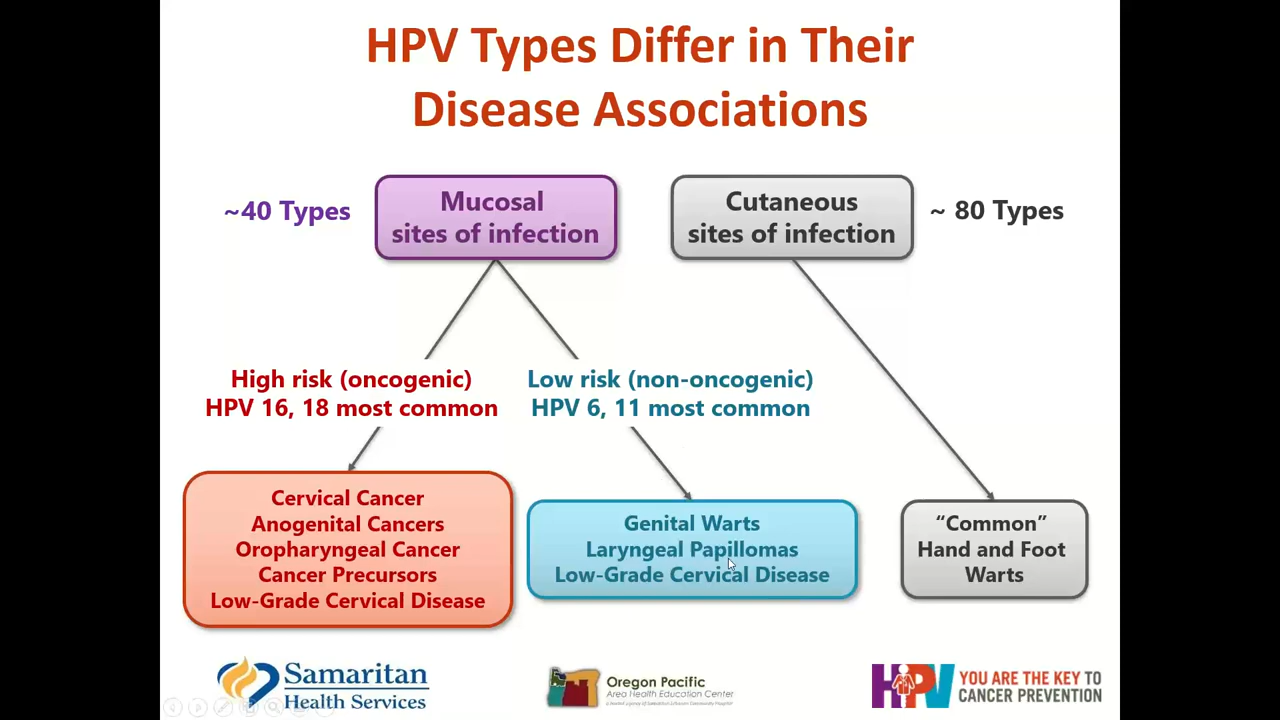 HPV Types Differ in Their
Disease Associations
~40 Types
Mucosal
sites of infection
Cutaneous
sites of infection
~ 80 Types
High risk (oncogenic)
HPV 16, 18 most common
Low risk (non-oncogenic)
HPV 6, 11 most common
Cervical Cancer
Anogenital Cancers
Oropharyngeal Cancer
Cancer Precursors
Low-Grade Cervical Disease
Genital Warts
Laryngeal Papillomas
Low-Grade Cervical Disease
“Common”
Hand and Foot
Warts
Samaritan
Health Services
Oregon Pacific
Area Health Education Center
HPV
YOU ARE THE KEY TO
CANCER PREVENTION